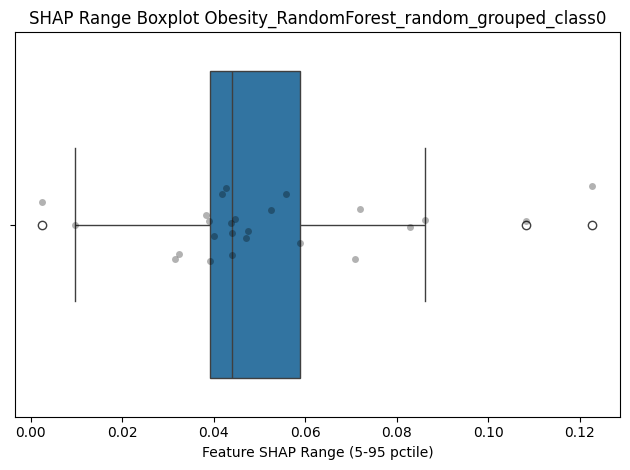 SHAP Range Boxplot Obesity_RandomForest_random_grouped_class0
0.00 0.02 0.04 0.06 0.08 0.10 0.12
Feature SHAP Range (5-95 pctile)